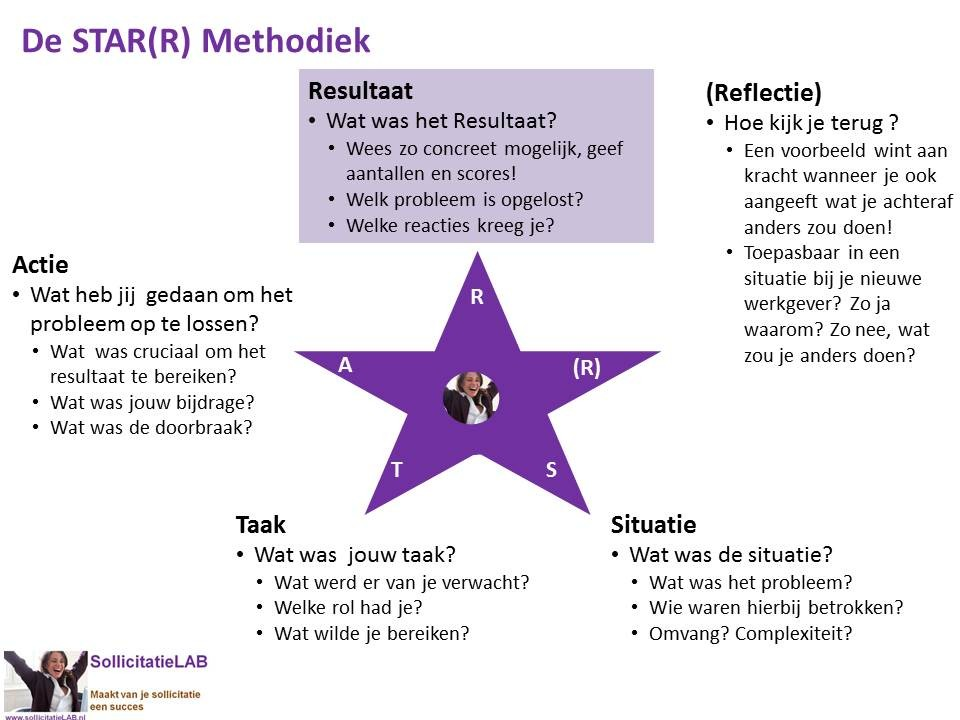 De STAR(R) Methodiek
Resultaat
• Wat was het Resultaat?
• Wees zo concreet mogelijk, geef
aantallen en scores!
• Welk probleem is opgelost?
• Welke reacties kreeg je?
(Reflectie)
• Hoe kijk je terug ?
• Een voorbeeld wint aan
kracht wanneer je ook
aangeeft wat je achteraf
anders zou doen!
• Toepasbaar in een
situatie bij je nieuwe
werkgever? Zo ja
waarom? Zo nee, wat
zou je anders doen?
Actie
• Wat heb jij gedaan om het
probleem op te lossen?
• Wat was cruciaal om het
resultaat te bereiken?
• Wat was jouw bijdrage?
• Wat was de doorbraak?
R
A
(R)
T
S
Taak
• Wat was jouw taak?
• Wat werd er van je verwacht?
• Welke rol had je?
• Wat wilde je bereiken?
Situatie
• Wat was de situatie?
• Wat was het probleem?
• Wie waren hierbij betrokken?
• Omvang? Complexiteit?
SollicitatieLAB
Maakt van je sollicitatie
een succes
www.sollicitatieLAB.nl